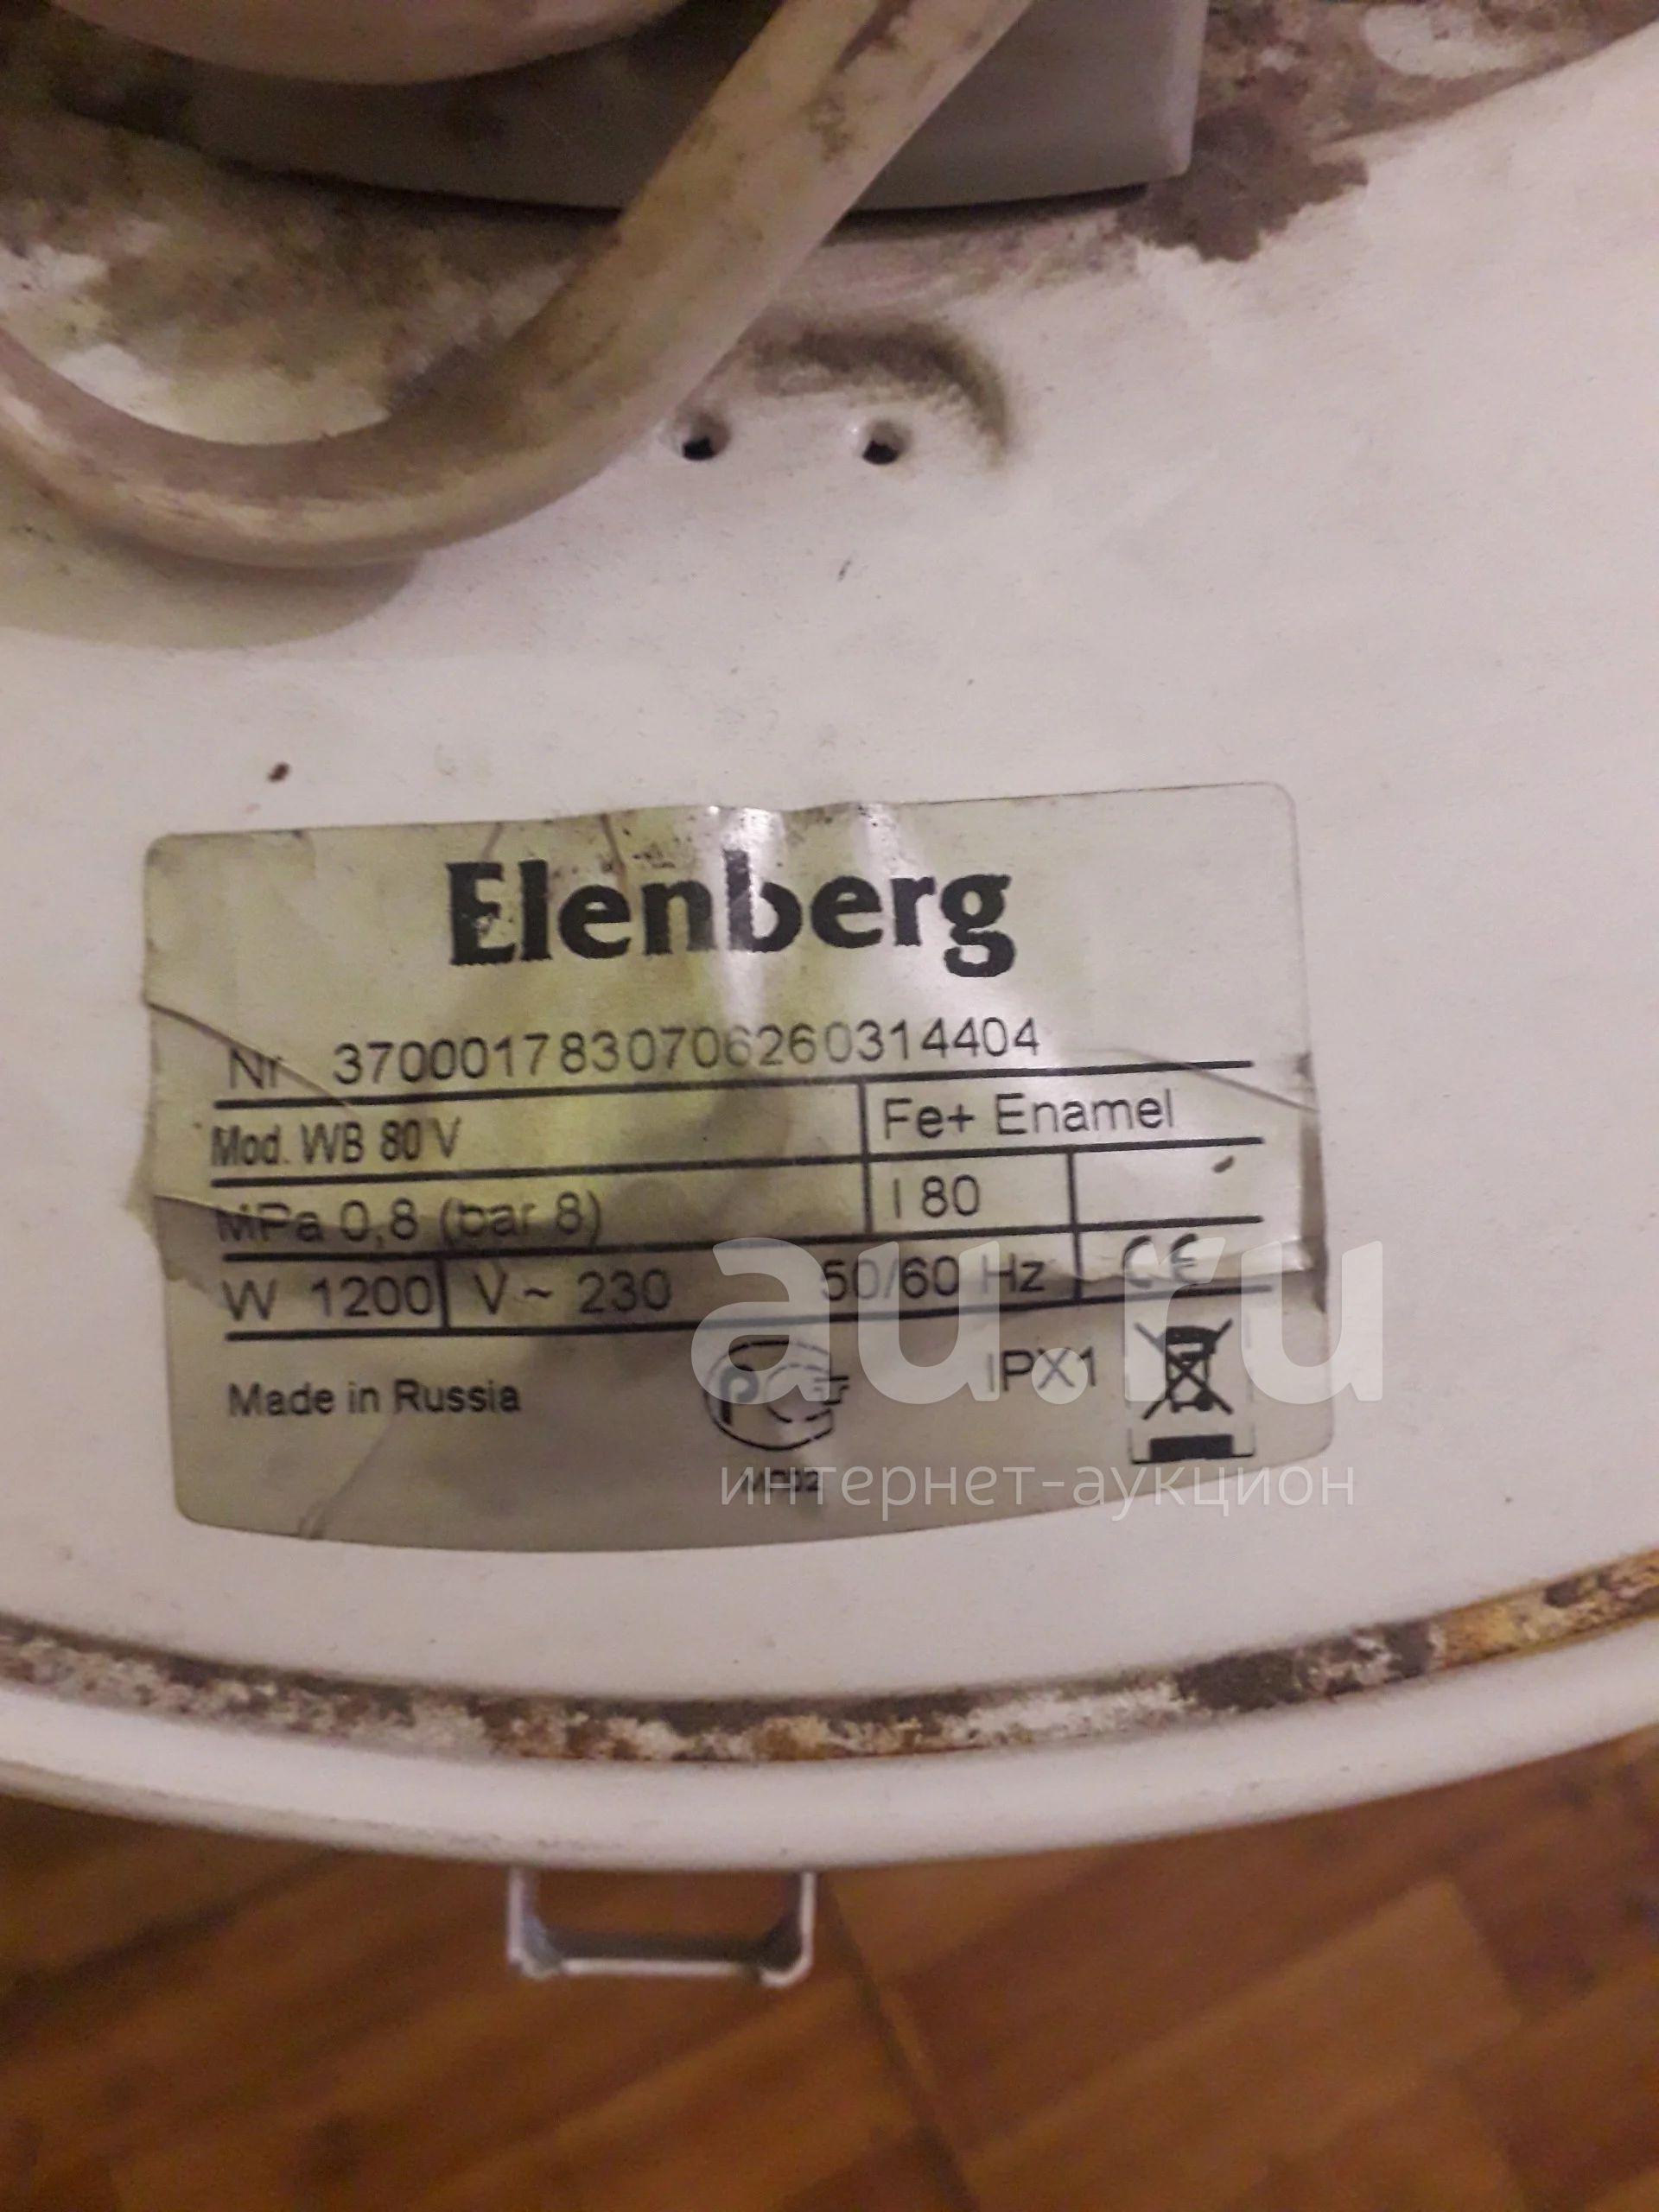 Elenberg
Nr 3700017830706260314404
Mod. WB 80 V
Fe+ Enamel
MPa 0,8 (bar 8)
l 80
W 1200
V ~ 230 50/60 Hz
CE
Made in Russia
IPX1
au.ru
интернет-аукцион